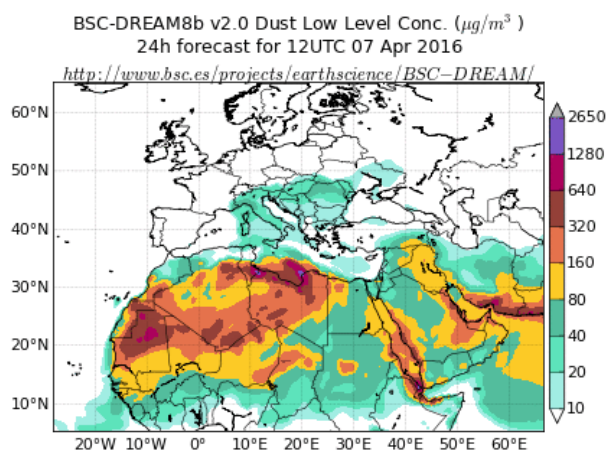 BSC-DREAM8b v2.0 Dust Low Level Conc. (μg/m³ )
24h forecast for 12UTC 07 Apr 2016
http://www.bsc.es/projects/earthscience/BSC−DREAM/
60°N
50°N
40°N
30°N
20°N
10°N
20°W 10°W 0° 10°E 20°E 30°E 40°E 50°E 60°E
2650
1280
640
320
160
80
40
20
10